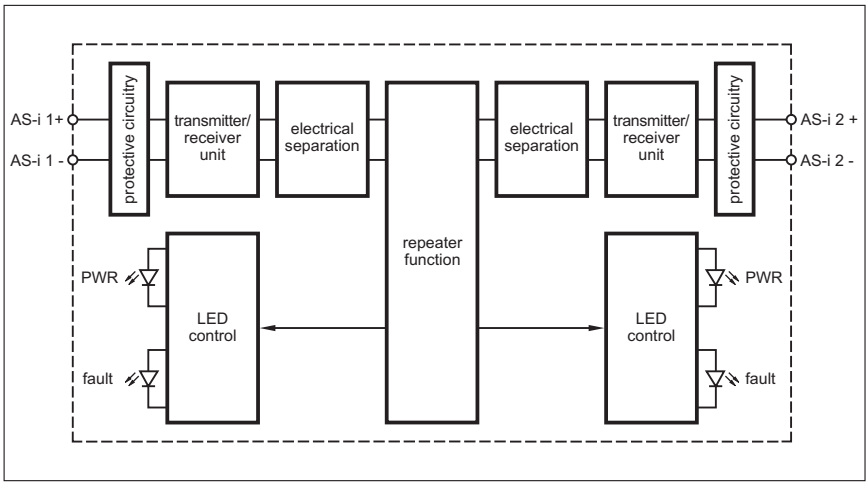 AS-i 1+
AS-i 1 -
protective circuitry
transmitter/
receiver
unit
electrical
separation
repeater
function
electrical
separation
transmitter/
receiver
unit
protective circuitry
AS-i 2 +
AS-i 2 -
PWR
fault
LED
control
LED
control
PWR
fault